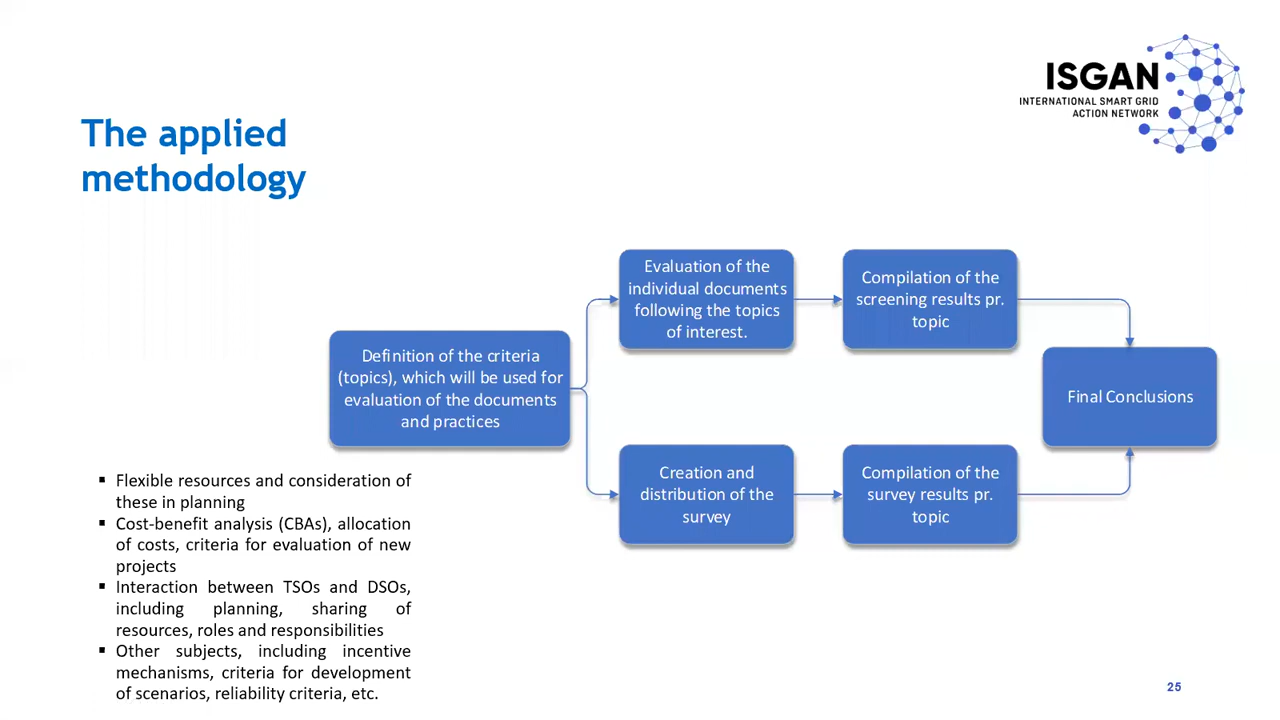 ISGAN
INTERNATIONAL SMART GRID
ACTION NETWORK
The applied
methodology
Definition of the criteria
(topics), which will be used for
evaluation of the documents
and practices
Evaluation of the
individual documents
following the topics
of interest.
Compilation of the
screening results pr.
topic
Creation and
distribution of the
survey
Compilation of the
survey results pr.
topic
Final Conclusions
▪ Flexible resources and consideration of
these in planning
▪ Cost-benefit analysis (CBAs), allocation
of costs, criteria for evaluation of new
projects
▪ Interaction between TSOs and DSOs,
including planning, sharing of
resources, roles and responsibilities
▪ Other subjects, including incentive
mechanisms, criteria for development
of scenarios, reliability criteria, etc.
25